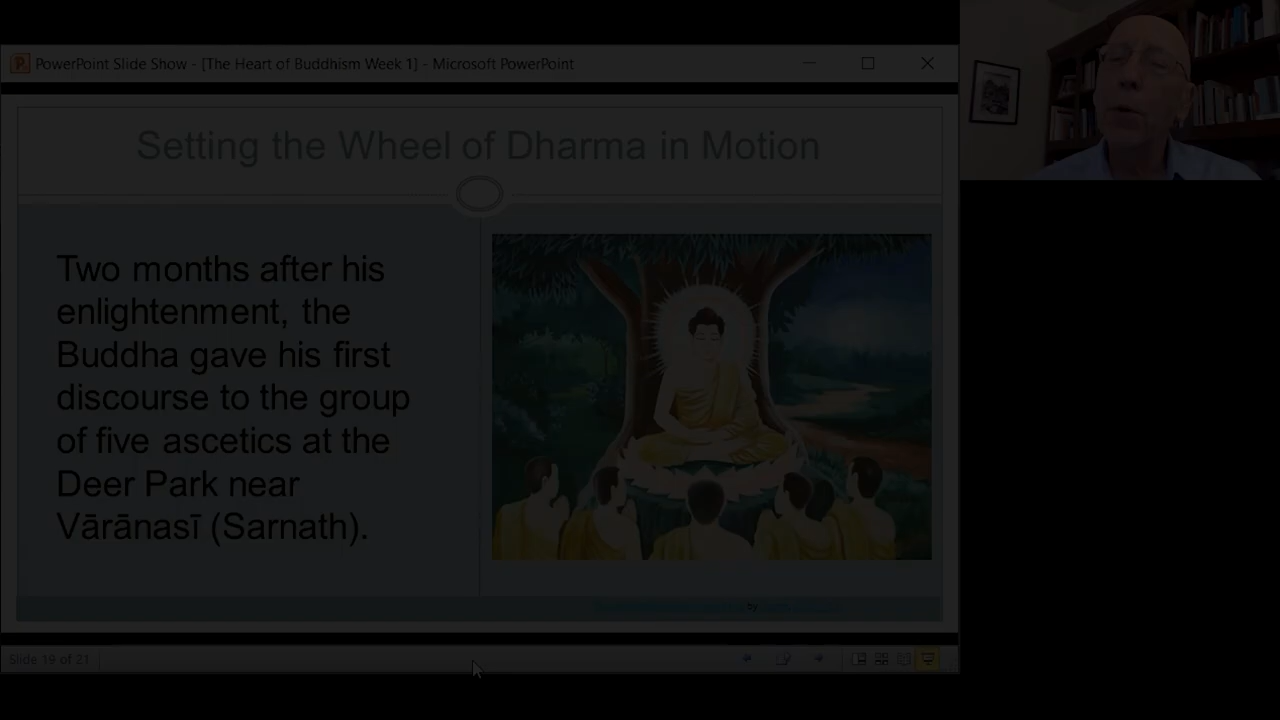 PowerPoint Slide Show - [The Heart of Buddhism Week 1] - Microsoft PowerPoint
Setting the Wheel of Dharma in Motion
Two months after his
enlightenment, the
Buddha gave his first
discourse to the group
of five ascetics at the
Deer Park near
Vārānasī (Sarnath).
by
Slide 19 of 21